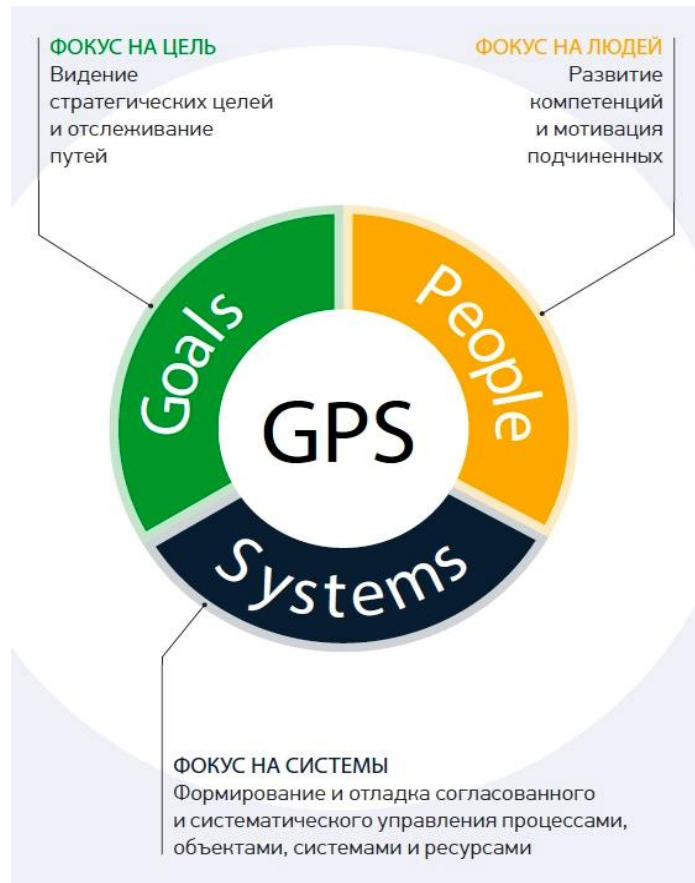 ФОКУС НА ЦЕЛЬ
Видение
стратегических целей
и отслеживание
путей
ФОКУС НА ЛЮДЕЙ
Развитие
компетенций
и мотивация
подчиненных
Goals
People
GPS
Systems
ФОКУС НА СИСТЕМЫ
Формирование и отладка согласованного
и систематического управления процессами,
объектами, системами и ресурсами